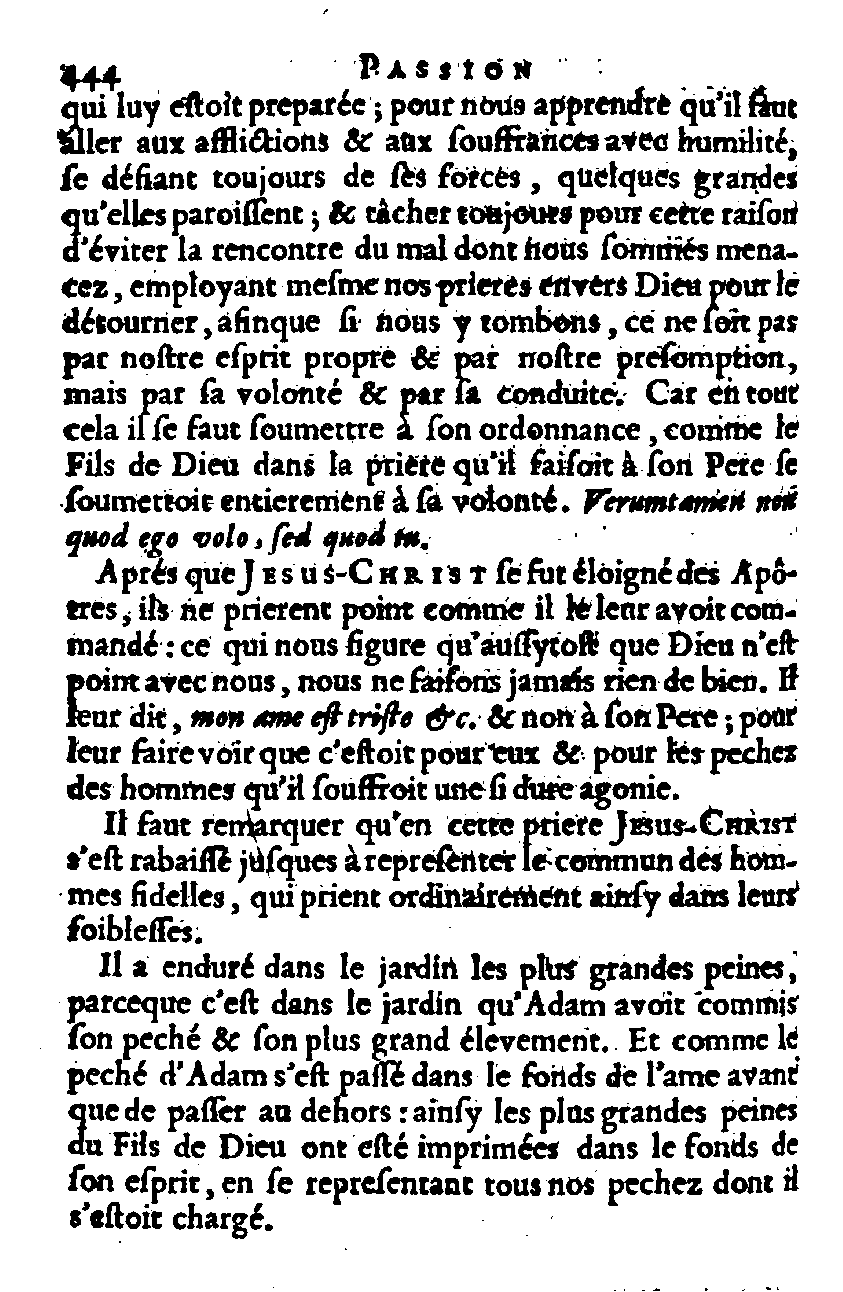 444 PASSION
qui luy eſtoit preparée ; pour nous apprendre qu'il faut
aller aux afflictions & aux ſouffrances avec humilité,
ſe défiant toujours de ſes forces , quelques grandes
qu'elles paroiſſent ; & tâcher toujours pour cette raiſon
d'éviter la rencontre du mal dont nous ſommes mena-
cez , employant meſme nos prieres envers Dieu pour le
détourner , afinque ſi nous y tombons , ce ne ſoit pas
par noſtre eſprit propre & par noſtre preſomption,
mais par ſa volonté & par ſa conduite. Car en tout
cela il ſe faut ſoumettre à ſon ordonnance , comme le
Fils de Dieu dans la priere qu'il faiſoit à ſon Pere ſe
ſoumettoit entierement à ſa volonté. Verumtamen non
quod ego volo , ſed quod tu.
Aprés que JESUS-CHRIST ſe fut éloigné des Apô-
tres , ils ne prierent point comme il le leur avoit com-
mandé : ce qui nous figure qu'auſſytoſt que Dieu n'eſt
point avec nous , nous ne faiſons jamais rien de bien. Il
leur dit , mon ame eſt triſte &c. & non à ſon Pere ; pour
leur faire voir que c'eſtoit pour eux & pour les pechez
des hommes qu'il ſouffroit une ſi dure agonie.
Il faut remarquer qu'en cette priere JESUS-CHRIST
s'eſt rabaiſſé juſques à repreſenter le commun des hom-
mes fidelles , qui prient ordinairement ainſy dans leurs
foibleſſes.
Il a enduré dans le jardin les plus grandes peines,
parceque c'eſt dans le jardin qu'Adam avoit commis
ſon peché & ſon plus grand élevement. Et comme le
peché d'Adam s'eſt paſſé dans le fonds de l'ame avant
que de paſſer au dehors : ainſy les plus grandes peines
du Fils de Dieu ont eſté imprimées dans le fonds de
ſon eſprit , en ſe repreſentant tous nos pechez dont il
s'eſtoit chargé.